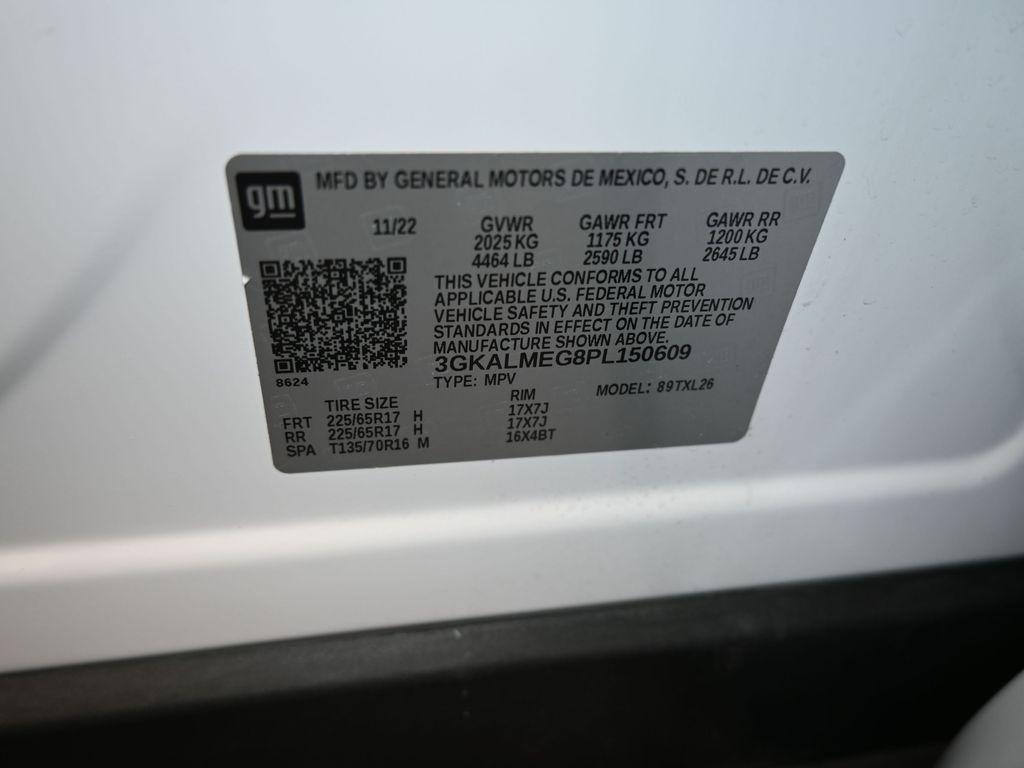 gm
MFD BY GENERAL MOTORS DE MEXICO, S. DE R.L. DE C.V.
11/22 GVWR GAWR FRT GAWR RR
2025 KG 1175 KG 1200 KG
4464 LB 2590 LB 2645 LB
THIS VEHICLE CONFORMS TO ALL
APPLICABLE U.S. FEDERAL MOTOR
VEHICLE SAFETY AND THEFT PREVENTION
STANDARDS IN EFFECT ON THE DATE OF
MANUFACTURE SHOWN ABOVE.
3GKALMEG8PL150609
8624
TYPE: MPV MODEL: 89TXL26
TIRE SIZE RIM
FRT 225/65R17 H 17X7J
RR 225/65R17 H 17X7J
SPA T135/70R16 M 16X4BT